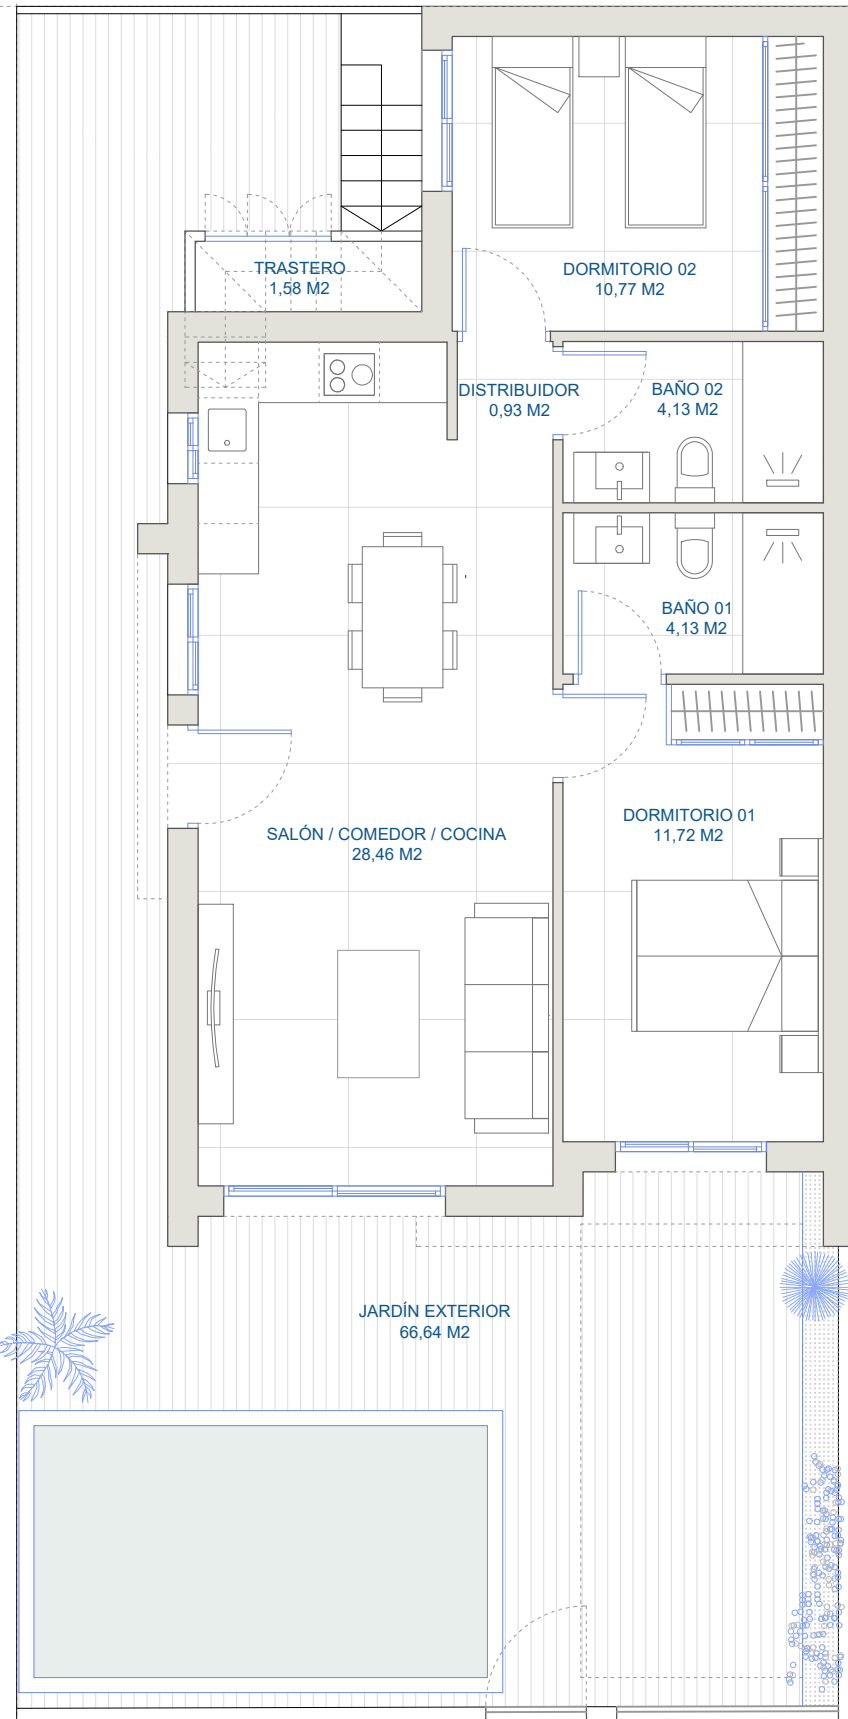 TRASTERO
1,58 M2
DORMITORIO 02
10,77 M2
DISTRIBUIDOR
0,93 M2
BAÑO 02
4,13 M2
BAÑO 01
4,13 M2
SALÓN / COMEDOR / COCINA
28,46 M2
DORMITORIO 01
11,72 M2
JARDÍN EXTERIOR
66,64 M2